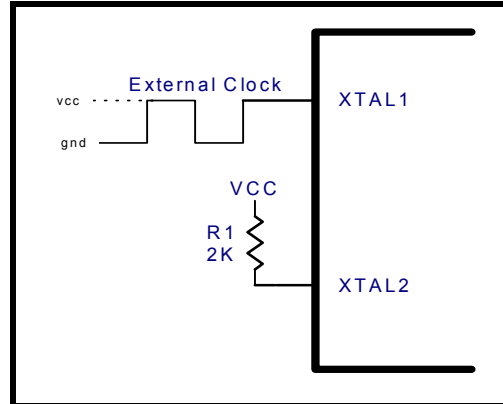 External Clock
vcc
XTAL1
gnd
VCC
R1
2K
XTAL2